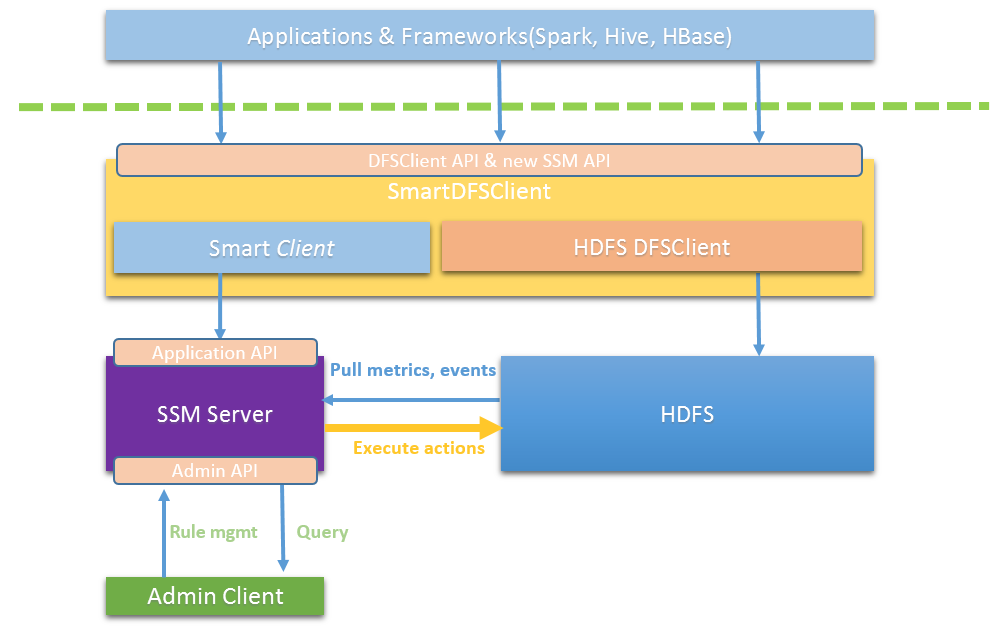 Applications & Frameworks(Spark, Hive, HBase)
DFSClient API & new SSM API
SmartDFSClient
Smart Client
HDFS DFSClient
Application API
SSM Server
Pull metrics, events
HDFS
Execute actions
Admin API
Rule mgmt
Query
Admin Client